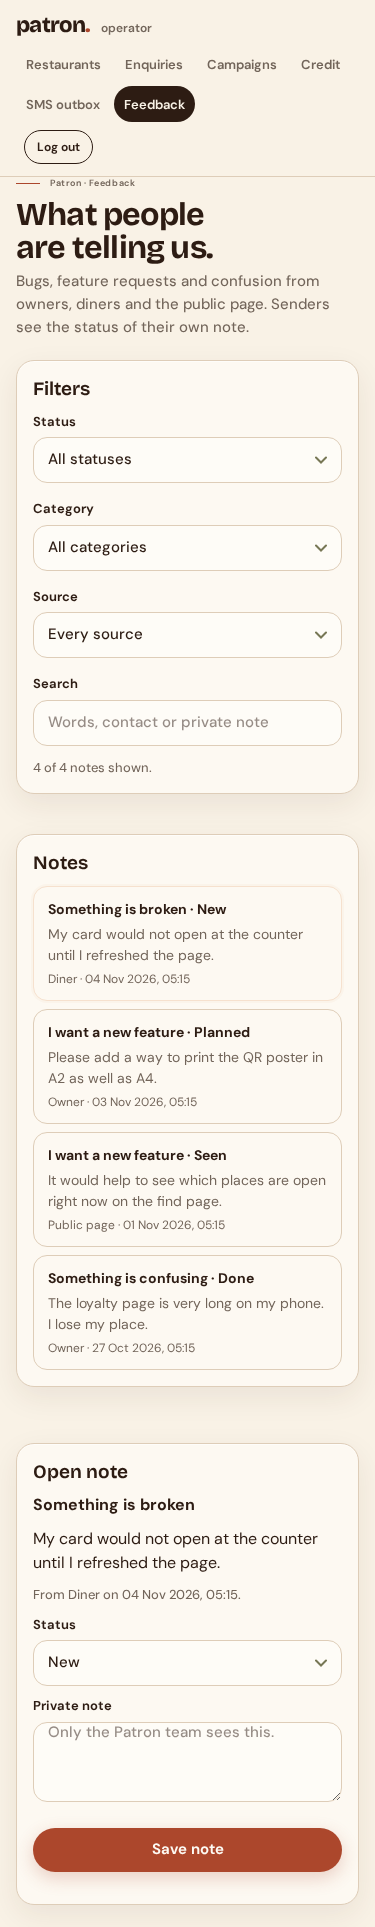 patron. operator
Restaurants Enquiries Campaigns Credit
SMS outbox Feedback
Log out
Patron · Feedback
What people
are telling us.
Bugs, feature requests and confusion from
owners, diners and the public page. Senders
see the status of their own note.
Filters
Status
All statuses
Category
All categories
Source
Every source
Search
Words, contact or private note
4 of 4 notes shown.
Notes
Something is broken · New
My card would not open at the counter
until I refreshed the page.
Diner · 04 Nov 2026, 05:15
I want a new feature · Planned
Please add a way to print the QR poster in
A2 as well as A4.
Owner · 03 Nov 2026, 05:15
I want a new feature · Seen
It would help to see which places are open
right now on the find page.
Public page · 01 Nov 2026, 05:15
Something is confusing · Done
The loyalty page is very long on my phone.
I lose my place.
Owner · 27 Oct 2026, 05:15
Open note
Something is broken
My card would not open at the counter
until I refreshed the page.
From Diner on 04 Nov 2026, 05:15.
Status
New
Private note
Only the Patron team sees this.
Save note